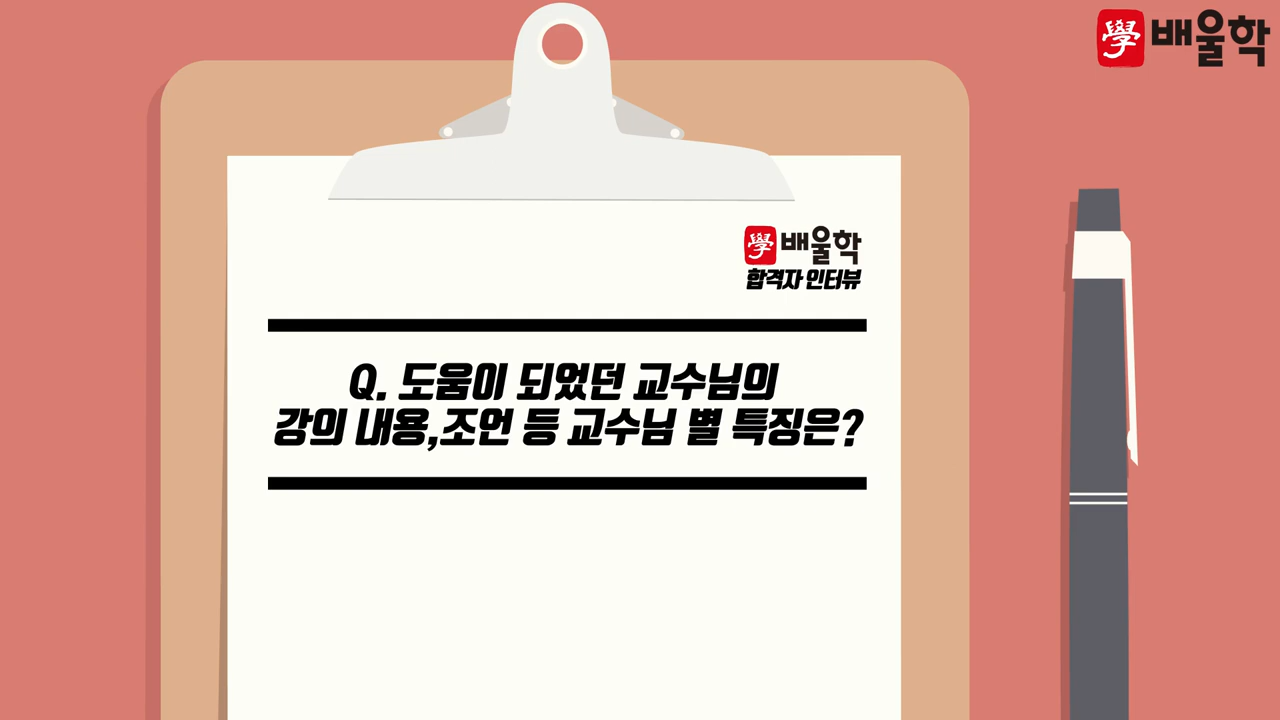 學 배울학
學 배울학
합격자 인터뷰
Q. 도움이 되었던 교수님의
강의 내용,조언 등 교수님 별 특징은?